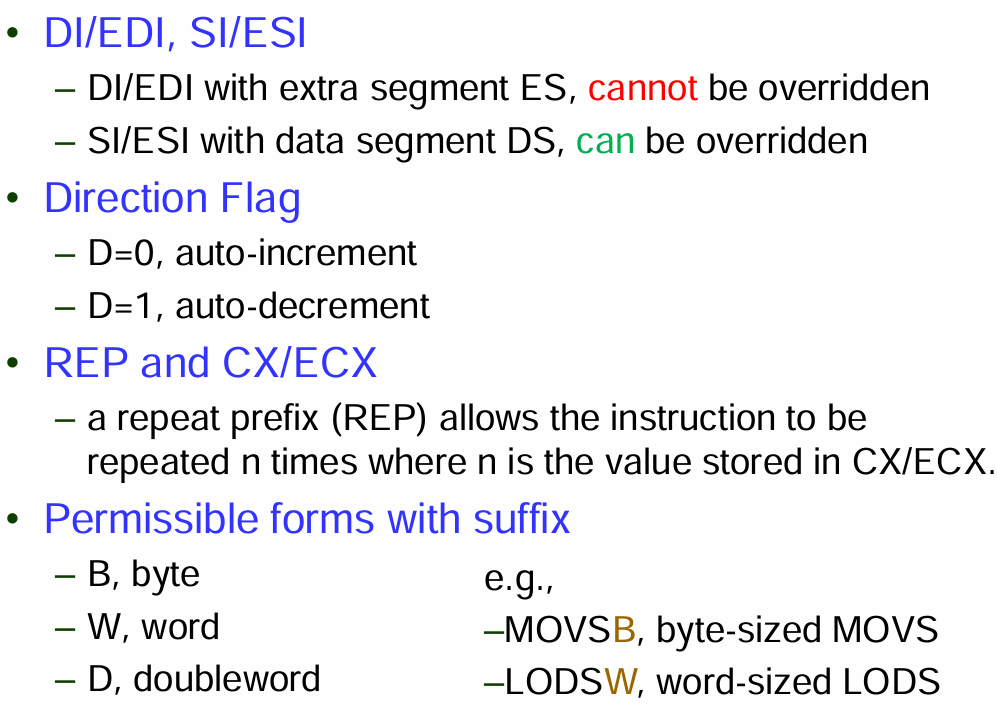 • DI/EDI, SI/ESI
– DI/EDI with extra segment ES, cannot be overridden
– SI/ESI with data segment DS, can be overridden
• Direction Flag
– D=0, auto-increment
– D=1, auto-decrement
• REP and CX/ECX
– a repeat prefix (REP) allows the instruction to be
repeated n times where n is the value stored in CX/ECX.
• Permissible forms with suffix
– B, byte
– W, word
– D, doubleword
e.g.,
–MOVSB, byte-sized MOVS
–LODSW, word-sized LODS